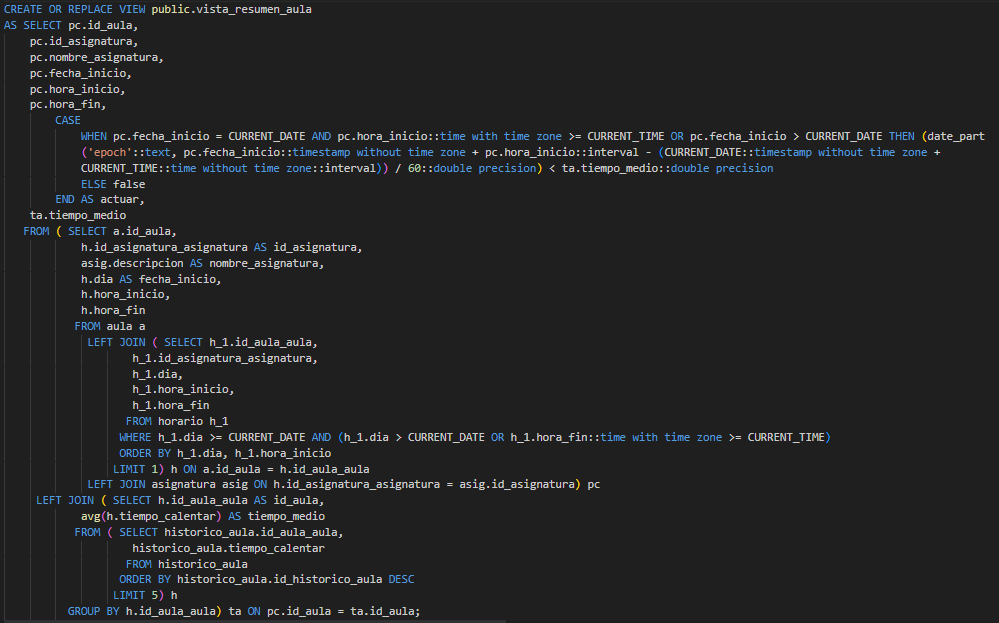 CREATE OR REPLACE VIEW public.vista_resumen_aula
AS SELECT pc.id_aula,
pc.id_asignatura,
pc.nombre_asignatura,
pc.fecha_inicio,
pc.hora_inicio,
pc.hora_fin,
CASE
WHEN pc.fecha_inicio = CURRENT_DATE AND pc.hora_inicio::time with time zone >= CURRENT_TIME OR pc.fecha_inicio > CURRENT_DATE THEN (date_part
('epoch'::text, pc.fecha_inicio::timestamp without time zone + pc.hora_inicio::interval - (CURRENT_DATE::timestamp without time zone +
CURRENT_TIME::time without time zone::interval)) / 60::double precision) < ta.tiempo_medio::double precision
ELSE false
END AS actuar,
ta.tiempo_medio
FROM ( SELECT a.id_aula,
h.id_asignatura_asignatura AS id_asignatura,
asig.descripcion AS nombre_asignatura,
h.dia AS fecha_inicio,
h.hora_inicio,
h.hora_fin
FROM aula a
LEFT JOIN ( SELECT h_1.id_aula_aula,
h_1.id_asignatura_asignatura,
h_1.dia,
h_1.hora_inicio,
h_1.hora_fin
FROM horario h_1
WHERE h_1.dia >= CURRENT_DATE AND (h_1.dia > CURRENT_DATE OR h_1.hora_fin::time with time zone >= CURRENT_TIME)
ORDER BY h_1.dia, h_1.hora_inicio
LIMIT 1) h ON a.id_aula = h.id_aula_aula
LEFT JOIN asignatura asig ON h.id_asignatura_asignatura = asig.id_asignatura) pc
LEFT JOIN ( SELECT h.id_aula_aula AS id_aula,
avg(h.tiempo_calentar) AS tiempo_medio
FROM ( SELECT historico_aula.id_aula_aula,
historico_aula.tiempo_calentar
FROM historico_aula
ORDER BY historico_aula.id_historico_aula DESC
LIMIT 5) h
GROUP BY h.id_aula_aula) ta ON pc.id_aula = ta.id_aula;